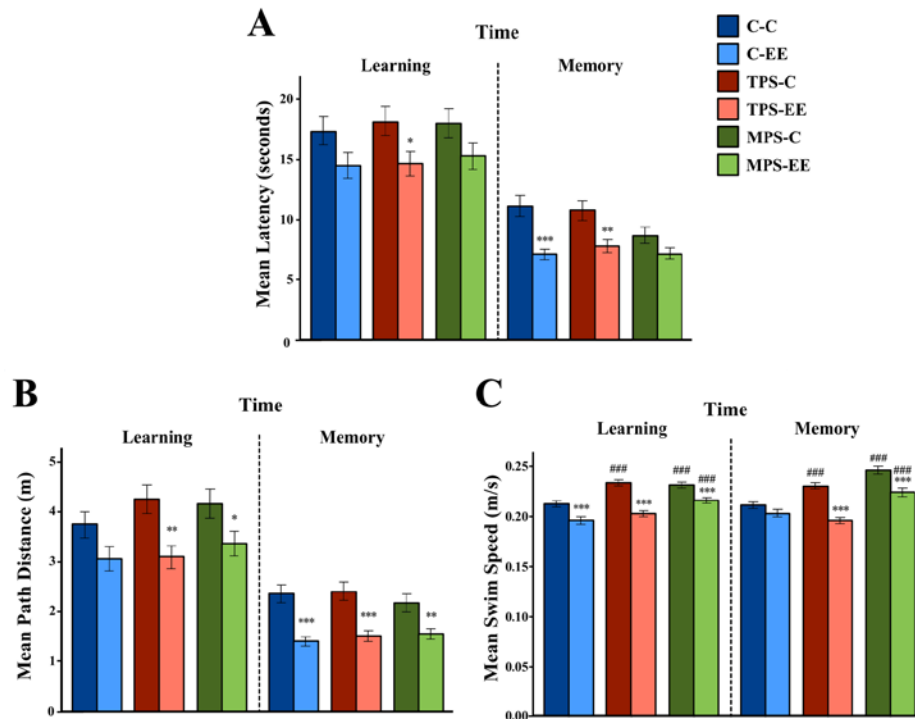 A
Time
Learning
Memory
Mean Latency (seconds)
20
15
10
5
0
*
***
**
C-C
C-EE
TPS-C
TPS-EE
MPS-C
MPS-EE
B
Time
Learning
Memory
Mean Path Distance (m)
5
4
3
2
1
0
**
*
***
***
**
C
Time
Learning
Memory
Mean Swim Speed (m/s)
0.25
0.20
0.15
0.10
0.05
0.00
***
###
***
###
###
***
###
***
###
###
***